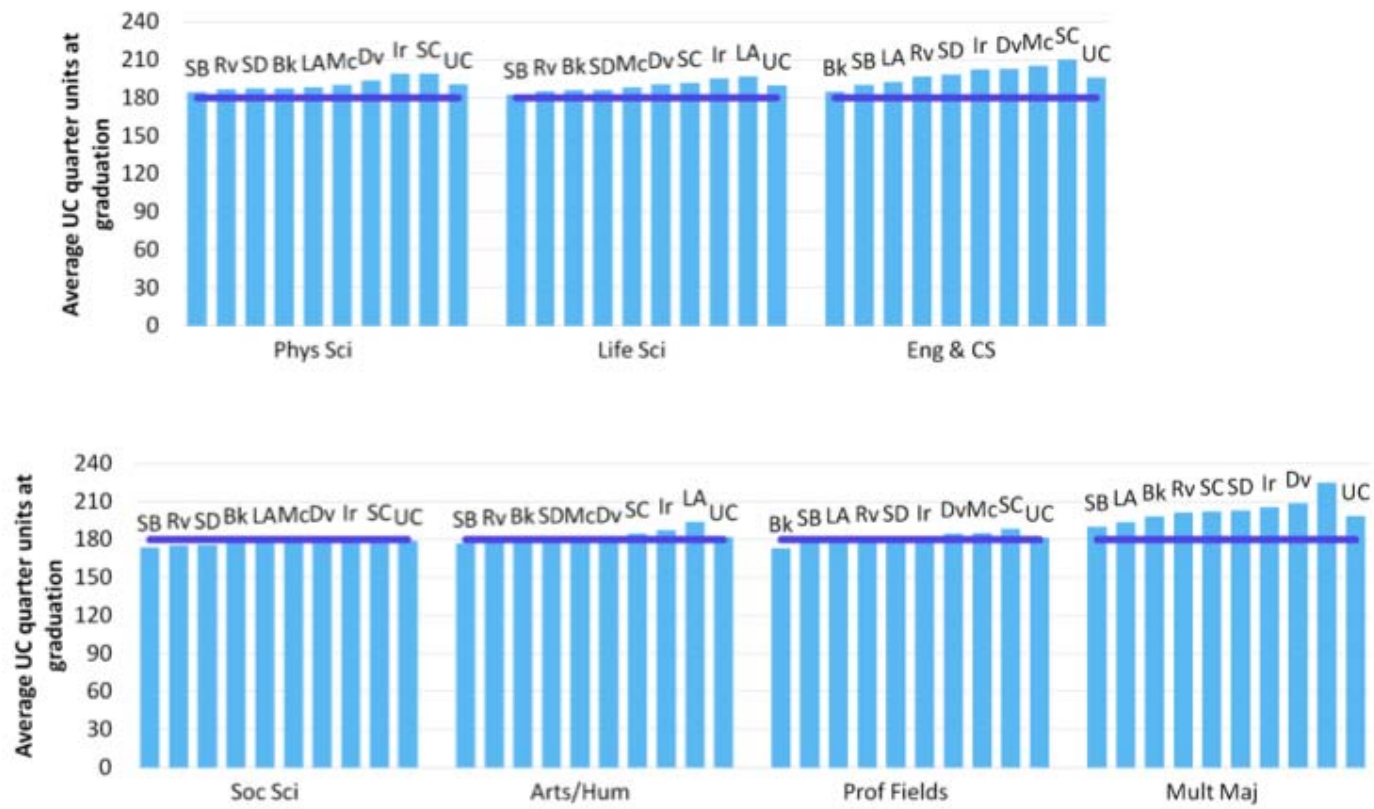 Average UC quarter units at
graduation
240
210
180
150
120
90
60
30
0
SB Rv SD Bk LA Mc Dv Ir SC UC
SB Rv Bk SD Mc Dv SC Ir LA UC
Bk SB LA Rv SD Ir Dv Mc SC UC
Phys Sci Life Sci Eng & CS
Average UC quarter units at
graduation
240
210
180
150
120
90
60
30
0
SB Rv SD Bk LA Mc Dv Ir SC UC
SB Rv Bk SD Mc Dv SC Ir LA UC
Bk SB LA Rv SD Ir Dv Mc SC UC
SB LA Bk Rv SC SD Ir Dv UC
Soc Sci Arts/Hum Prof Fields Mult Maj